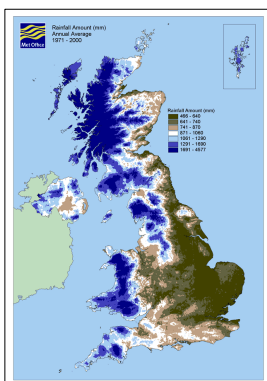 Met Office
Rainfall Amount (mm)
Annual Average
1971 - 2000
Rainfall Amount (mm)
466 - 640
641 - 740
741 - 870
871 - 1060
1061 - 1290
1291 - 1690
1691 - 4577